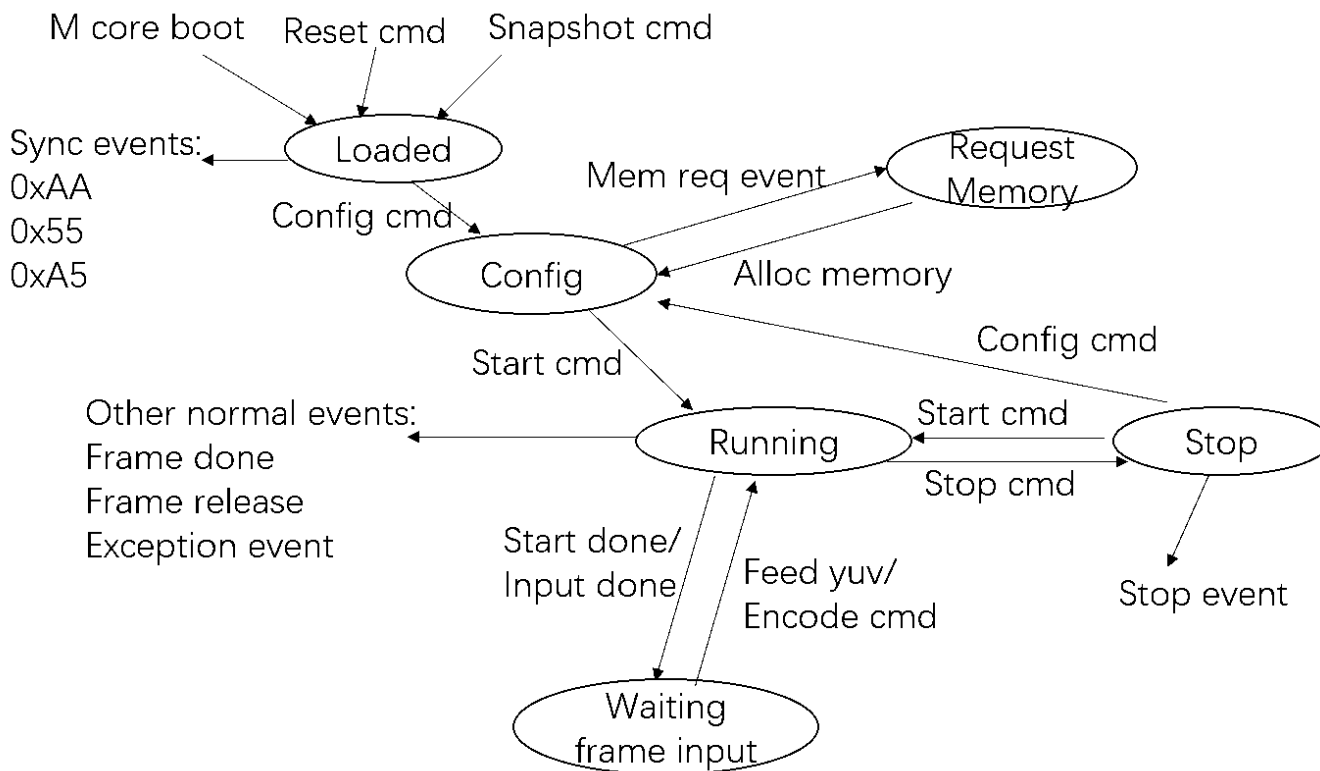 M core boot
Reset cmd
Snapshot cmd
Sync events:
0xAA
0x55
0xA5
Loaded
Config cmd
Mem req event
Request
Memory
Config
Alloc memory
Config cmd
Start cmd
Other normal events:
Frame done
Frame release
Exception event
Running
Start cmd
Stop cmd
Stop
Start done/
Input done
Feed yuv/
Encode cmd
Stop event
Waiting
frame input